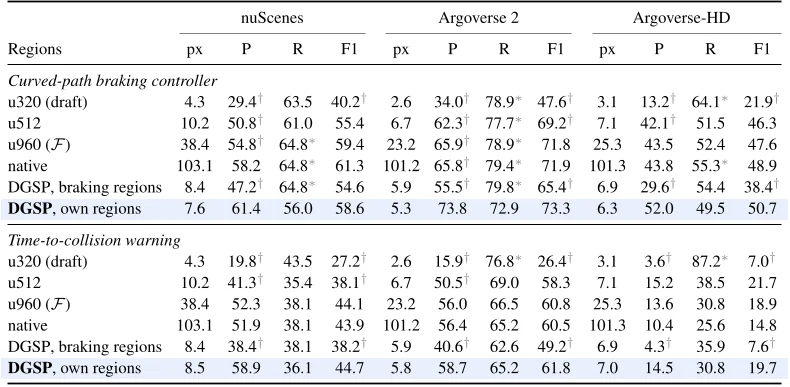 nuScenes Argoverse 2 Argoverse-HD
Regions px P R F1 px P R F1 px P R F1
Curved-path braking controller
u320 (draft) 4.3 29.4† 63.5 40.2† 2.6 34.0† 78.9* 47.6† 3.1 13.2† 64.1* 21.9†
u512 10.2 50.8† 61.0 55.4 6.7 62.3† 77.7* 69.2† 7.1 42.1† 51.5 46.3
u960 (F) 38.4 54.8† 64.8* 59.4 23.2 65.9† 78.9* 71.8 25.3 43.5 52.4 47.6
native 103.1 58.2 64.8* 61.3 101.2 65.8† 79.4* 71.9 101.3 43.8 55.3* 48.9
DGSP, braking regions 8.4 47.2† 64.8* 54.6 5.9 55.5† 79.8* 65.4† 6.9 29.6† 54.4 38.4†
DGSP, own regions 7.6 61.4 56.0 58.6 5.3 73.8 72.9 73.3 6.3 52.0 49.5 50.7
Time-to-collision warning
u320 (draft) 4.3 19.8† 43.5 27.2† 2.6 15.9† 76.8* 26.4† 3.1 3.6† 87.2* 7.0†
u512 10.2 41.3† 35.4 38.1† 6.7 50.5† 69.0 58.3 7.1 15.2 38.5 21.7
u960 (F) 38.4 52.3 38.1 44.1 23.2 56.0 66.5 60.8 25.3 13.6 30.8 18.9
native 103.1 51.9 38.1 43.9 101.2 56.4 65.2 60.5 101.3 10.4 25.6 14.8
DGSP, braking regions 8.4 38.4† 38.1 38.2† 5.9 40.6† 62.6 49.2† 6.9 4.3† 35.9 7.6†
DGSP, own regions 8.5 58.9 36.1 44.7 5.8 58.7 65.2 61.8 7.0 14.5 30.8 19.7